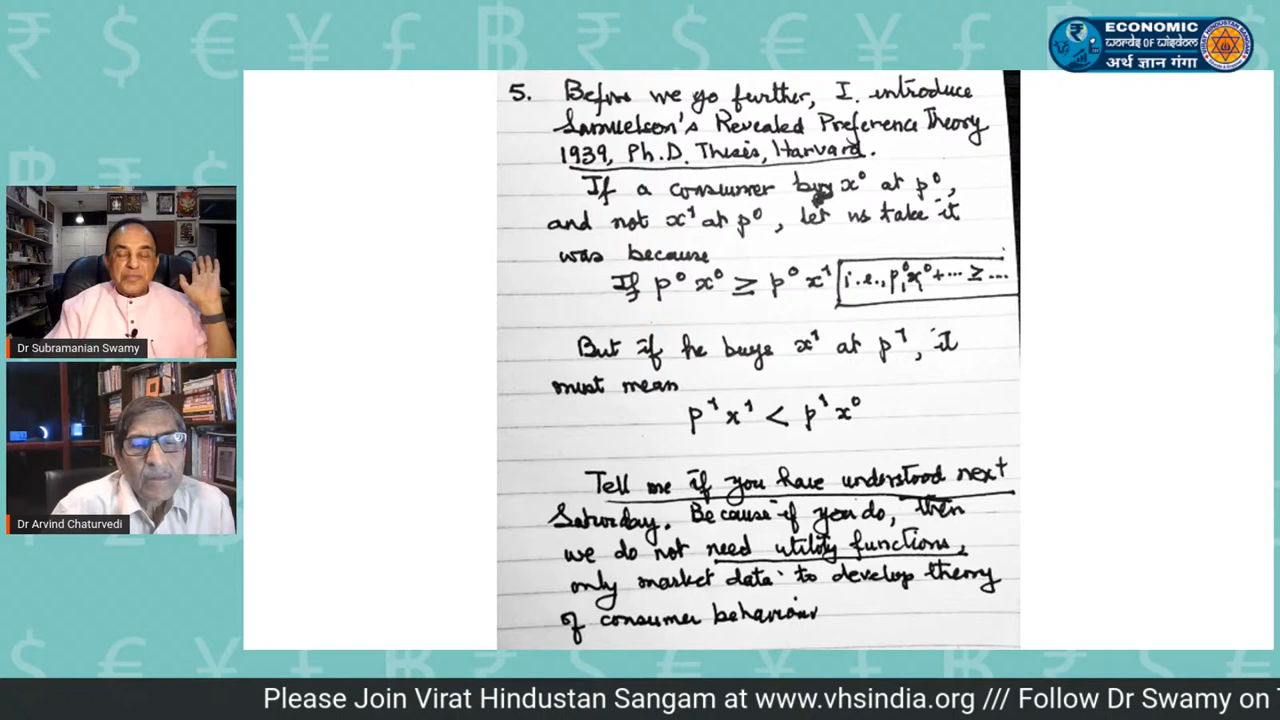 ECONOMIC
WORDS OF WISDOM
अर्थ ज्ञान गंगा
5. Before we go further, I. introduce
Samuelson's Revealed Preference Theory
1939, Ph.D. Thesis, Harvard.
If a consumer buys x⁰ at p⁰,
and not x¹ at p⁰, let us take it
was because
If p⁰x⁰ ≥ p⁰x¹ i.e., p₁⁰x₁⁰+ ... ≥ ...
But if he buys x¹ at p¹, it
must mean
p¹x¹ < p¹x⁰
Tell me if you have understood next
Saturday. Because if you do, then
we do not need utility functions,
only market data to develop theory
of consumer behaviour
Dr Subramanian Swamy
Dr Arvind Chaturvedi
Please Join Virat Hindustan Sangam at www.vhsindia.org /// Follow Dr Swamy on